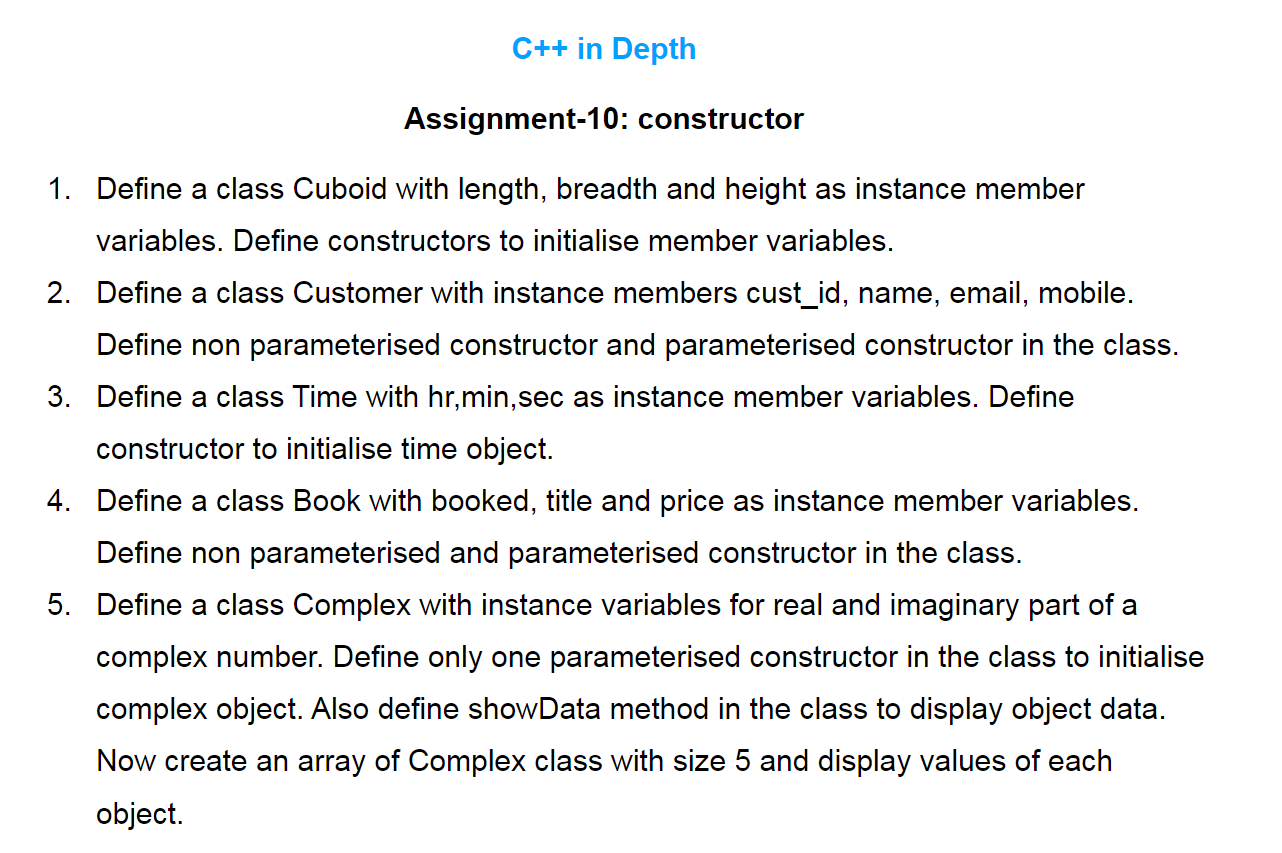 C++ in Depth
Assignment-10: constructor
1. Define a class Cuboid with length, breadth and height as instance member
variables. Define constructors to initialise member variables.
2. Define a class Customer with instance members cust_id, name, email, mobile.
Define non parameterised constructor and parameterised constructor in the class.
3. Define a class Time with hr,min,sec as instance member variables. Define
constructor to initialise time object.
4. Define a class Book with booked, title and price as instance member variables.
Define non parameterised and parameterised constructor in the class.
5. Define a class Complex with instance variables for real and imaginary part of a
complex number. Define only one parameterised constructor in the class to initialise
complex object. Also define showData method in the class to display object data.
Now create an array of Complex class with size 5 and display values of each
object.